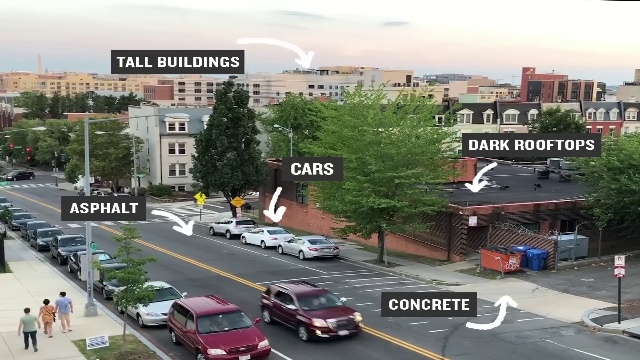 TALL BUILDINGS
DARK ROOFTOPS
CARS
ASPHALT
CONCRETE